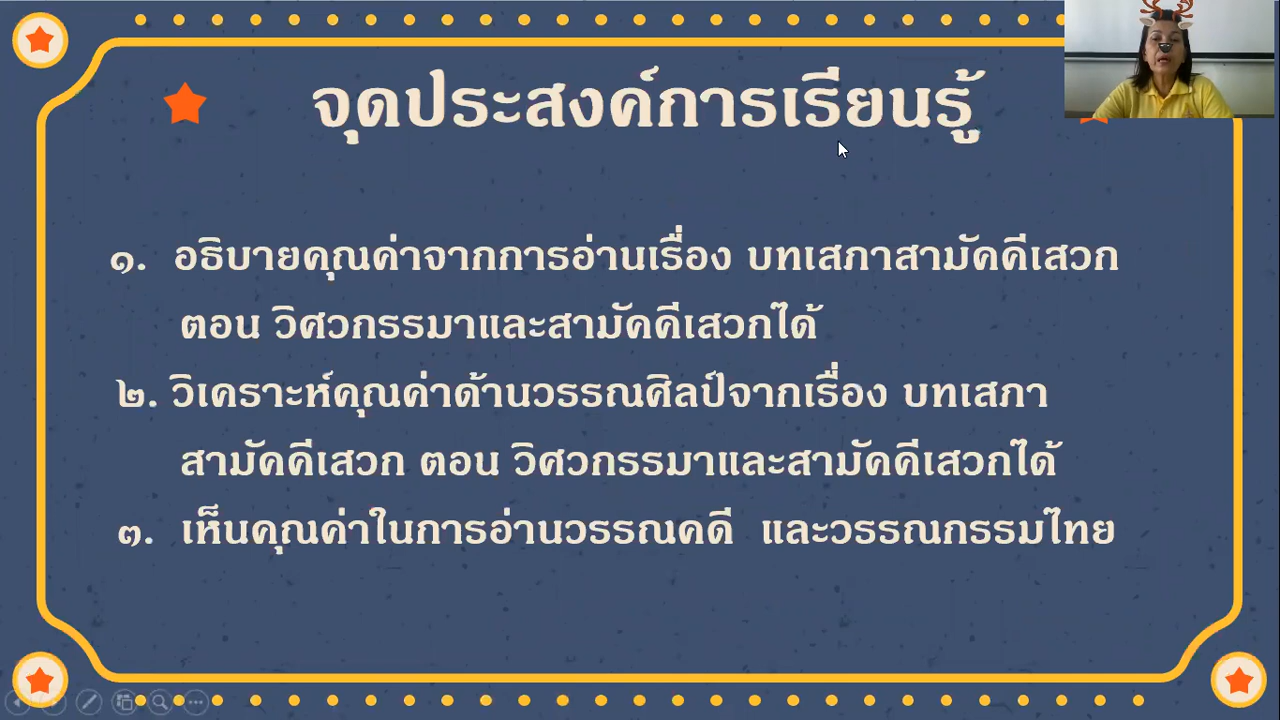 จุดประสงค์การเรียนรู้
๑. อธิบายคุณค่าจากการอ่านเรื่อง บทเสภาสามัคคีเสวก
ตอน วิศวกรรมาและสามัคคีเสวกได้
๒. วิเคราะห์คุณค่าด้านวรรณศิลป์จากเรื่อง บทเสภา
สามัคคีเสวก ตอน วิศวกรรมาและสามัคคีเสวกได้
๓. เห็นคุณค่าในการอ่านวรรณคดี และวรรณกรรมไทย